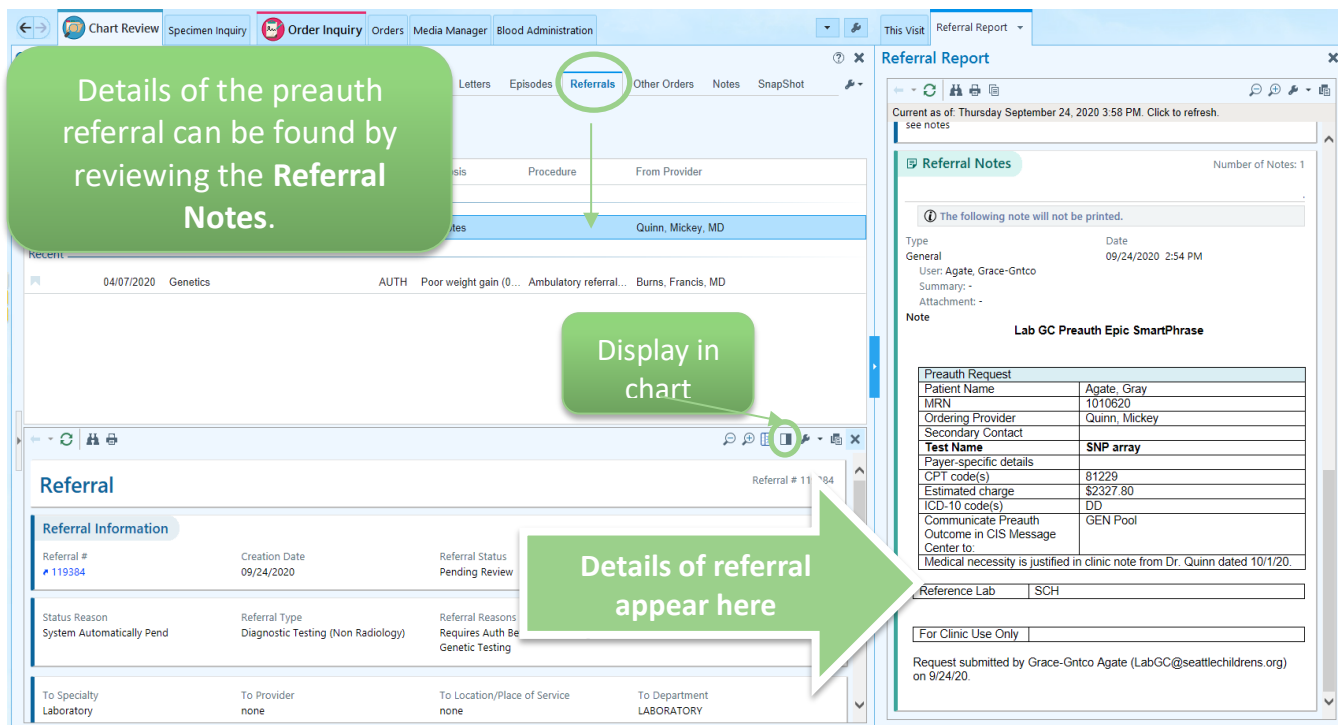 Chart Review Specimen Inquiry Order Inquiry Orders Media Manager Blood Administration
Details of the preauth
referral can be found by
reviewing the Referral
Notes.
Letters Episodes Referrals Other Orders Notes SnapShot
Procedure From Provider
Quinn, Mickey, MD
Recent
04/07/2020 Genetics AUTH Poor weight gain (0... Ambulatory referral... Burns, Francis, MD
Display in
chart
Referral
Referral # 119384
Referral Information
Referral # Creation Date Referral Status
119384 09/24/2020 Pending Review
Status Reason Referral Type Referral Reasons
System Automatically Pend Diagnostic Testing (Non Radiology) Requires Auth Be
Genetic Testing
Details of referral
appear here
To Specialty To Provider To Location/Place of Service To Department
Laboratory none none LABORATORY
This Visit Referral Report
Referral Report
Current as of: Thursday September 24, 2020 3:58 PM. Click to refresh.
see notes
Referral Notes Number of Notes: 1
The following note will not be printed.
Type Date
General 09/24/2020 2:54 PM
User: Agate, Grace-Gntco
Summary: -
Attachment: -
Note
Lab GC Preauth Epic SmartPhrase
Preauth Request
Patient Name Agate, Gray
MRN 1010620
Ordering Provider Quinn, Mickey
Secondary Contact
Test Name SNP array
Payer-specific details
CPT code(s) 81229
Estimated charge $2327.80
ICD-10 code(s) DD
Communicate Preauth GEN Pool
Outcome in CIS Message
Center to:
Medical necessity is justified in clinic note from Dr. Quinn dated 10/1/20.
Reference Lab SCH
For Clinic Use Only
Request submitted by Grace-Gntco Agate (LabGC@seattlechildrens.org)
on 9/24/20.